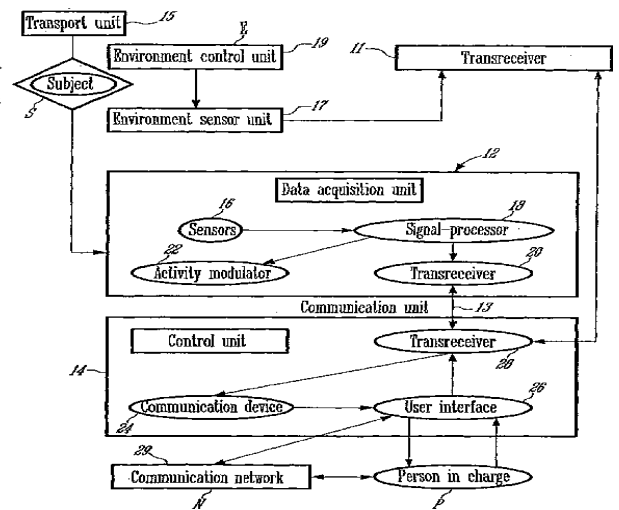 Transport unit
15
E
19
Environment control unit
11
Transreceiver
Subject
S
17
Environment sensor unit
12
Data acquisition unit
16
18
Sensors
Signal-processor
22
20
Activity modulator
Transreceiver
Communication unit
13
Control unit
Transreceiver
28
14
Communication device
24
User interface
26
29
Communication network
N
Person in charge
P